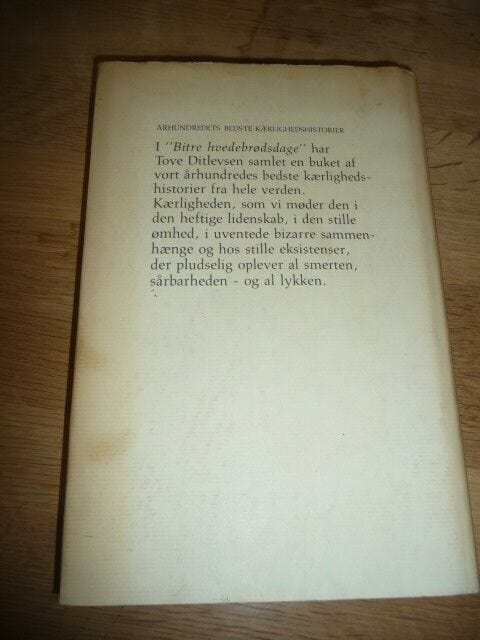 ÅRHUNDREDETS BEDSTE KÆRLIGHEDSHISTORIER
I "Bitre hvedebrødsdage" har
Tove Ditlevsen samlet en buket af
vort århundredes bedste kærligheds-
historier fra hele verden.
Kærligheden, som vi møder den i
den heftige lidenskab, i den stille
ømhed, i uventede bizarre sammen-
hænge og hos stille eksistenser,
der pludselig oplever al smerten,
sårbarheden - og al lykken.